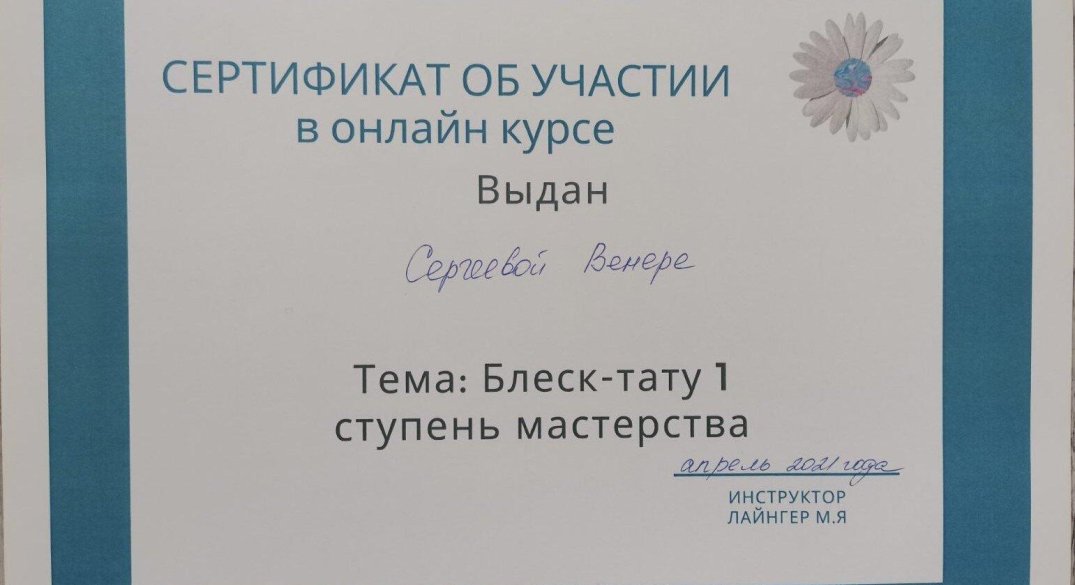 СЕРТИФИКАТ ОБ УЧАСТИИ
в онлайн курсе
Выдан
Сергеевой Венере
Тема: Блеск-тату 1
ступень мастерства
апрель 2021 года
ИНСТРУКТОР
ЛАЙНГЕР М.Я